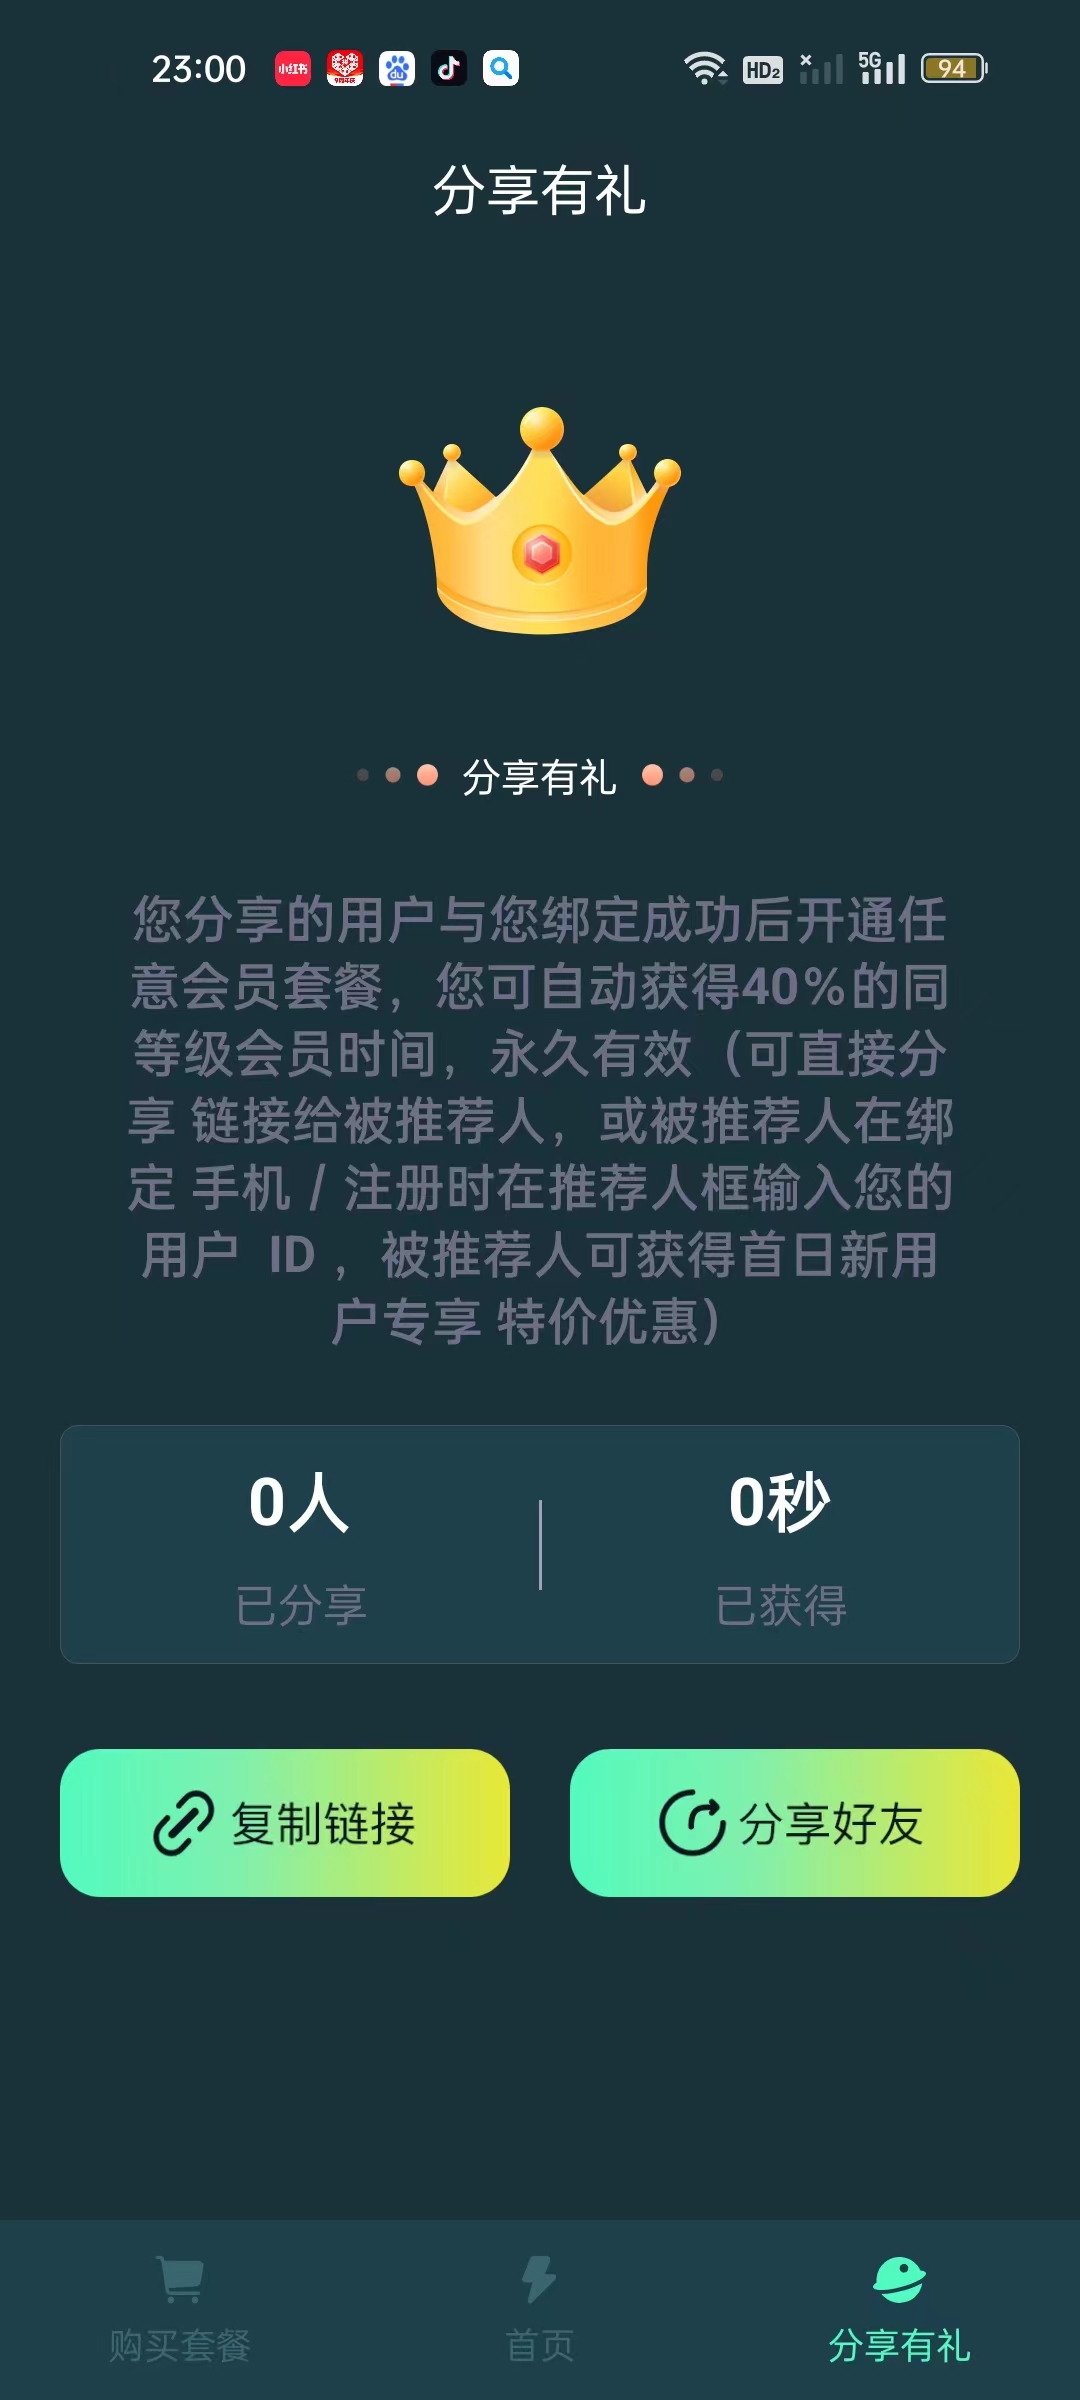 23:00
小红书
du
HD2
5G
94
分享有礼
分享有礼
您分享的用户与您绑定成功后开通任
意会员套餐，您可自动获得40%的同
等级会员时间，永久有效（可直接分
享 链接给被推荐人，或被推荐人在绑
定 手机 / 注册时在推荐人框输入您的
用户 ID ，被推荐人可获得首日新用
户专享 特价优惠）
0人
0秒
已分享
已获得
复制链接
分享好友
购买套餐
首页
分享有礼